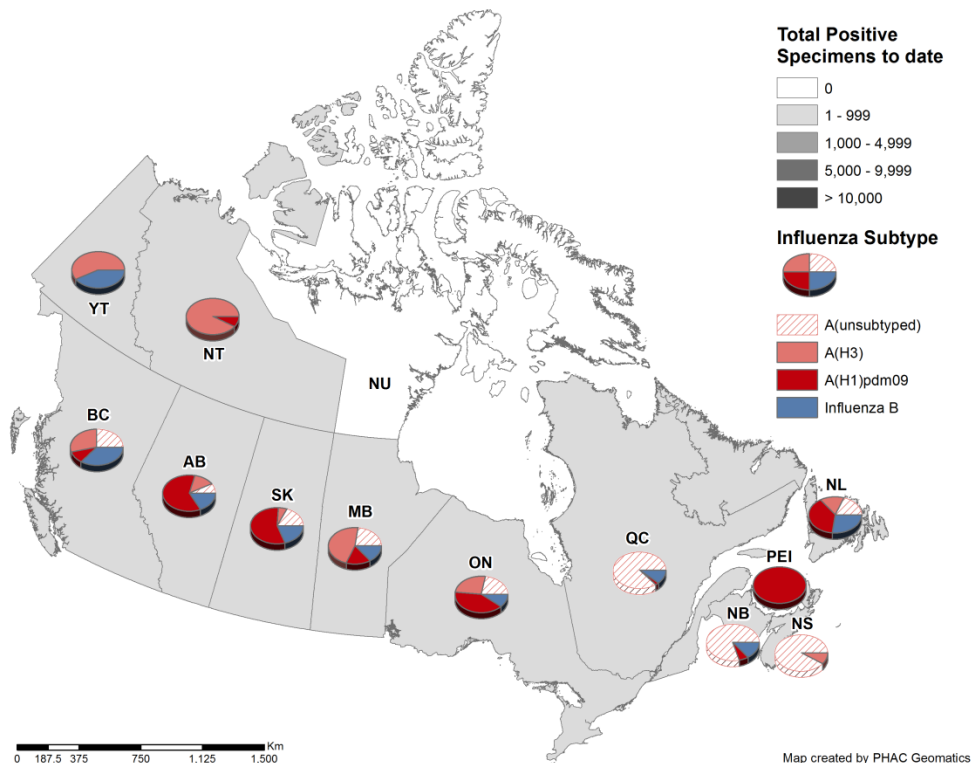 Total Positive
Specimens to date
0
1 - 999
1,000 - 4,999
5,000 - 9,999
> 10,000
Influenza Subtype
A(unsubtyped)
A(H3)
A(H1)pdm09
Influenza B
YT
NT
NU
BC
AB
SK
MB
ON
QC
NL
PEI
NB
NS
Km
0 187.5 375 750 1.125 1.500
Map created by PHAC Geomatics